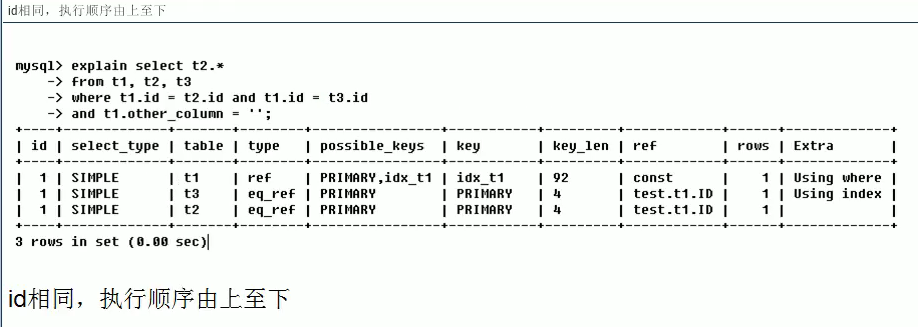 id相同，执行顺序由上至下
mysql> explain select t2.*
    -> from t1, t2, t3
    -> where t1.id = t2.id and t1.id = t3.id
    -> and t1.other_column = '';
+----+-------------+-------+--------+----------------+---------+---------+------------+------+-------------+
| id | select_type | table | type | possible_keys | key | key_len | ref | rows | Extra |
+----+-------------+-------+--------+----------------+---------+---------+------------+------+-------------+
| 1 | SIMPLE | t1 | ref | PRIMARY,idx_t1 | idx_t1 | 92 | const | 1 | Using where |
| 1 | SIMPLE | t3 | eq_ref | PRIMARY | PRIMARY | 4 | test.t1.ID | 1 | Using index |
| 1 | SIMPLE | t2 | eq_ref | PRIMARY | PRIMARY | 4 | test.t1.ID | 1 | |
+----+-------------+-------+--------+----------------+---------+---------+------------+------+-------------+
3 rows in set (0.00 sec)
id相同，执行顺序由上至下